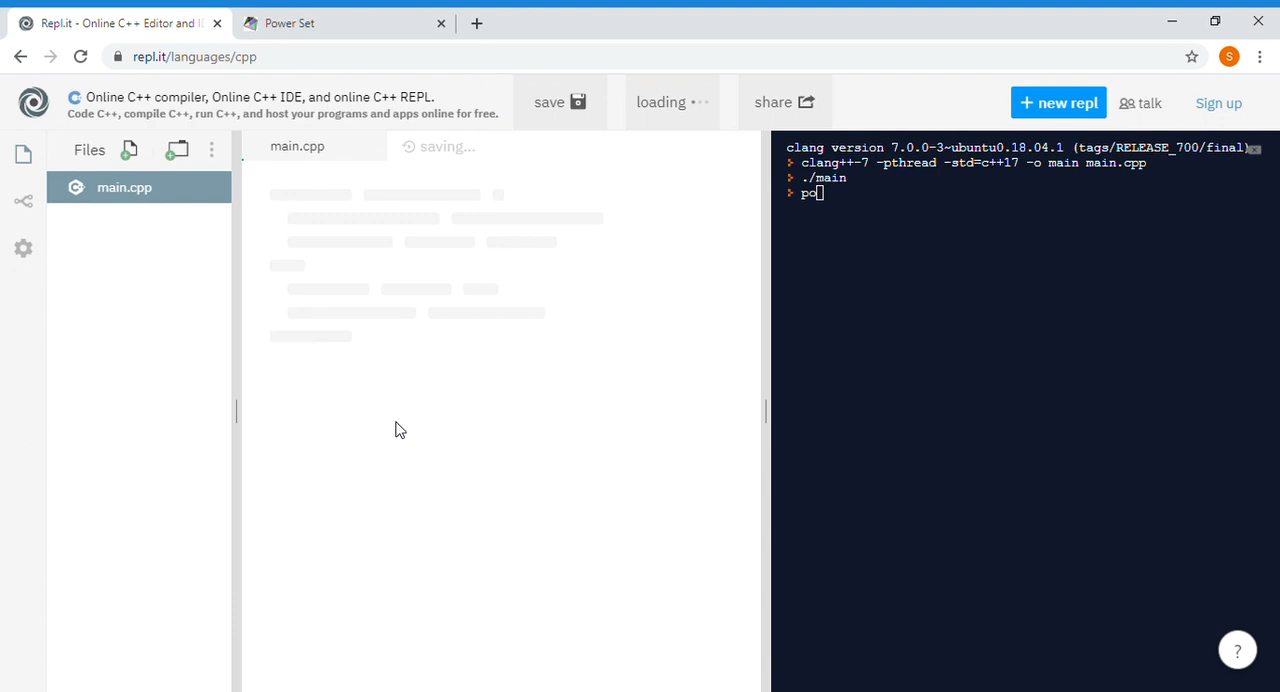 Repl.it - Online C++ Editor and I
Power Set
repl.it/languages/cpp
S
Online C++ compiler, Online C++ IDE, and online C++ REPL.
Code C++, compile C++, run C++, and host your programs and apps online for free.
save
loading
share
+ new repl
talk
Sign up
Files
main.cpp
main.cpp
saving...
clang version 7.0.0-3~ubuntu0.18.04.1 (tags/RELEASE_700/final)
> clang++-7 -pthread -std=c++17 -o main main.cpp
> ./main
> po
?